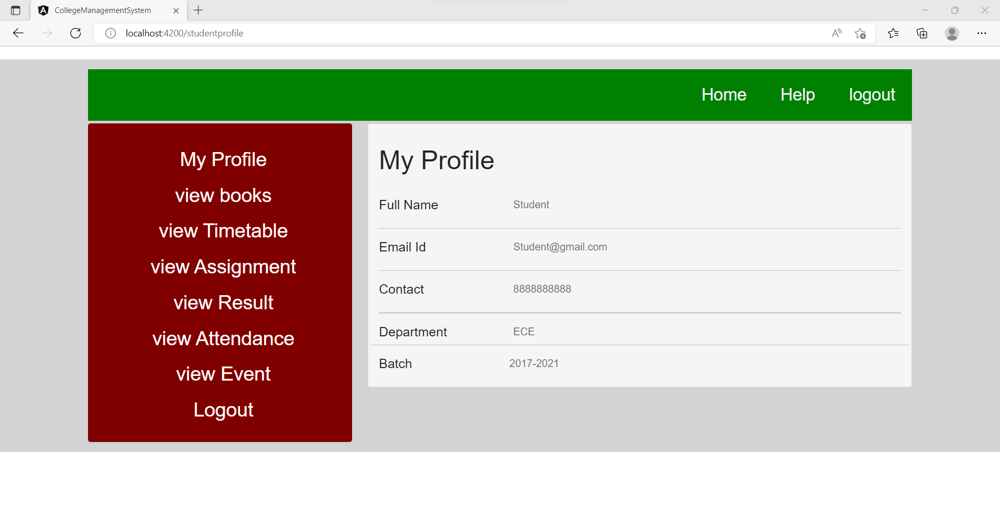 CollegeManagementSystem
localhost:4200/studentprofile
Home Help logout
My Profile
view books
view Timetable
view Assignment
view Result
view Attendance
view Event
Logout
My Profile
Full Name Student
Email Id Student@gmail.com
Contact 8888888888
Department ECE
Batch 2017-2021